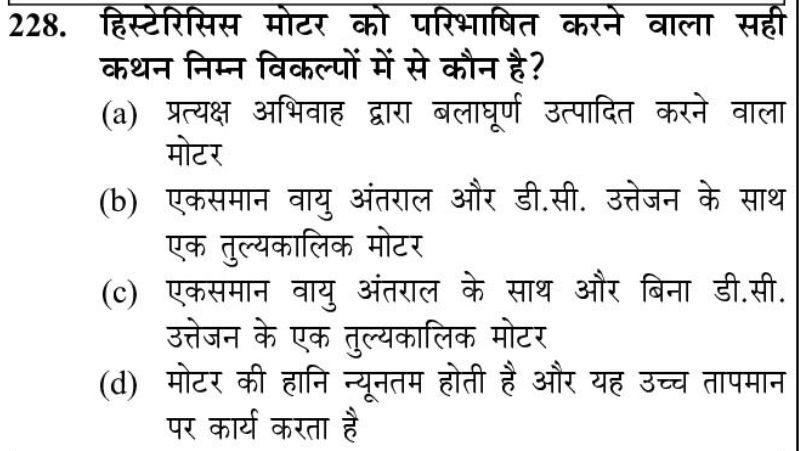 228. हिस्टेरिसिस मोटर को परिभाषित करने वाला सही
कथन निम्न विकल्पों में से कौन है?
(a) प्रत्यक्ष अभिवाह द्वारा बलाघूर्ण उत्पादित करने वाला
मोटर
(b) एकसमान वायु अंतराल और डी.सी. उत्तेजन के साथ
एक तुल्यकालिक मोटर
(c) एकसमान वायु अंतराल के साथ और बिना डी.सी.
उत्तेजन के एक तुल्यकालिक मोटर
(d) मोटर की हानि न्यूनतम होती है और यह उच्च तापमान
पर कार्य करता है